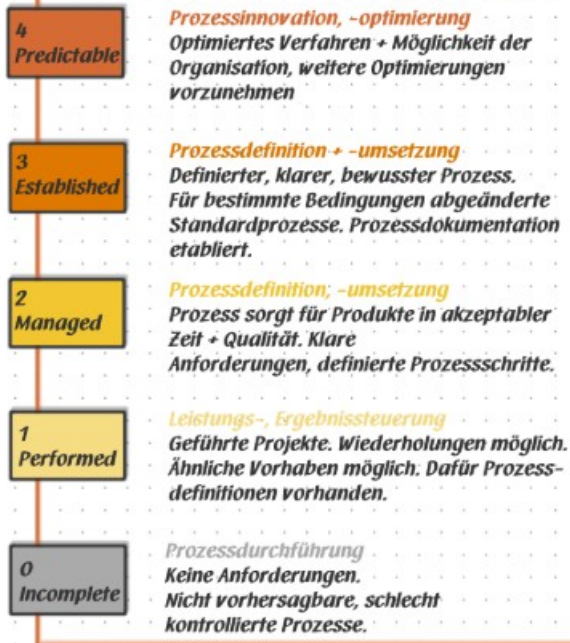 4
Predictable
Prozessinnovation, -optimierung
Optimiertes Verfahren + Möglichkeit der
Organisation, weitere Optimierungen
vorzunehmen
3
Established
Prozessdefinition + -umsetzung
Definierter, klarer, bewusster Prozess.
Für bestimmte Bedingungen abgeänderte
Standardprozesse. Prozessdokumentation
etabliert.
2
Managed
Prozessdefinition, -umsetzung
Prozess sorgt für Produkte in akzeptabler
Zeit + Qualität. Klare
Anforderungen, definierte Prozessschritte.
1
Performed
Leistungs-, Ergebnissteuerung
Geführte Projekte. Wiederholungen möglich.
Ähnliche Vorhaben möglich. Dafür Prozess-
definitionen vorhanden.
0
Incomplete
Prozessdurchführung
Keine Anforderungen.
Nicht vorhersagbare, schlecht
kontrollierte Prozesse.